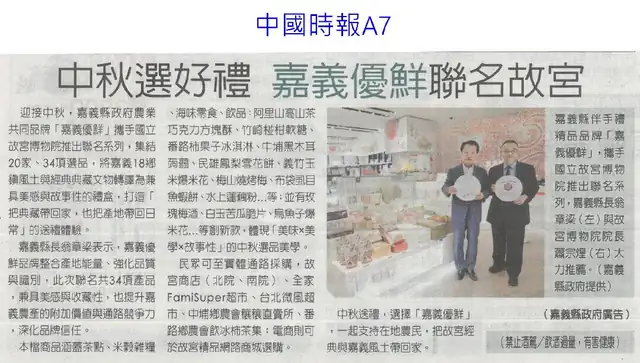 中國時報A7
中秋選好禮 嘉義優鮮聯名故宮
迎接中秋，嘉義縣政府農業
共同品牌「嘉義優鮮」攜手國立
故宮博物院推出聯名系列，集結
20家、34項選品，將嘉義18鄉
鎮風土與經典典藏文物轉譯為兼
具美感與故事性的禮盒，打造「
把典藏帶回家，也把產地帶回日
常」的送禮體驗。
嘉義縣長翁章梁表示，嘉義優
鮮品牌整合產地能量、強化品質
與識別，此次聯名共34項產品
，兼具美感與收藏性，也提升嘉
義農產的附加價值與通路競爭力
，深化品牌信任。
本檔商品涵蓋茶點、米穀雜糧
、海味零食、飲品：阿里山高山茶
巧克力方塊酥、竹崎椪柑軟糖、
番路柿果子冰淇淋、中埔黑木耳
蒟蒻、民雄鳳梨雪花餅、義竹玉
米爆米花、梅山燒烤梅、布袋虱目
魚蝦餅、水上蓮藕粉…等；並有玫
瑰梅漬、白玉苦瓜脆片、烏魚子爆
米花…等創新款，體現「美味×美
學×故事性」的中秋選品美學。
民眾可至實體通路採購，故
宮商店（北院、南院）、全家
FamiSuper超市、台北微風超
市、中埔鄉農會穠穰直賣所、番
路鄉農會飲水柿茶集；電商則可
於故宮精品網路商城選購。
中秋送禮，選擇「嘉義優鮮」
，一起支持在地農民，把故宮經
典與嘉義風土帶回家。
嘉義縣伴手禮
精品品牌「嘉
義優鮮」，攜手
國立故宮博物
院推出聯名系
列，嘉義縣長翁
章梁（左）與故
宮博物院院長
蕭宗煌（右）大
力推薦。（嘉義
縣政府提供）
（嘉義縣政府廣告）
（禁止酒駕／飲酒過量，有害健康）